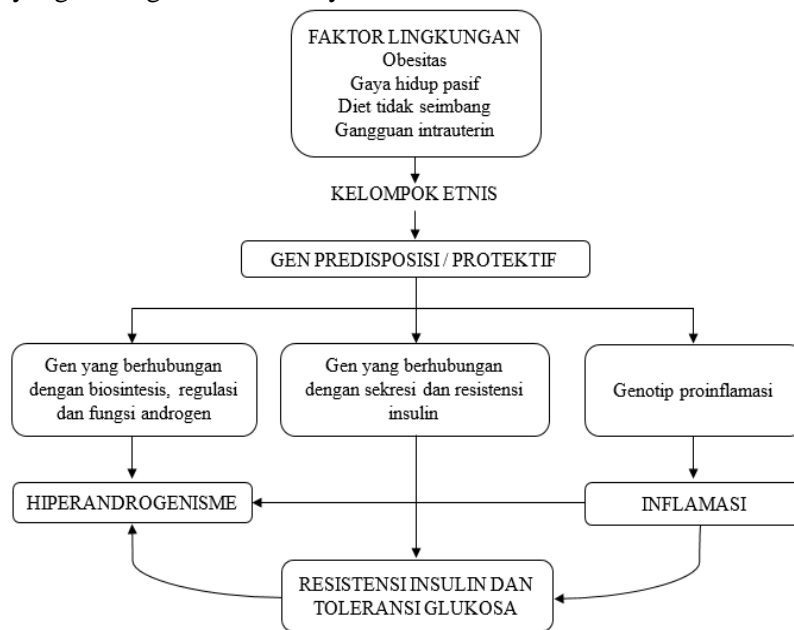 FAKTOR LINGKUNGAN
Obesitas
Gaya hidup pasif
Diet tidak seimbang
Gangguan intrauterin
KELOMPOK ETNIS
GEN PREDISPOSISI / PROTEKTIF
Gen yang berhubungan
dengan biosintesis, regulasi
dan fungsi androgen
Gen yang berhubungan
dengan sekresi dan resistensi
insulin
Genotip proinflamasi
HIPERANDROGENISME
INFLAMASI
RESISTENSI INSULIN DAN
TOLERANSI GLUKOSA